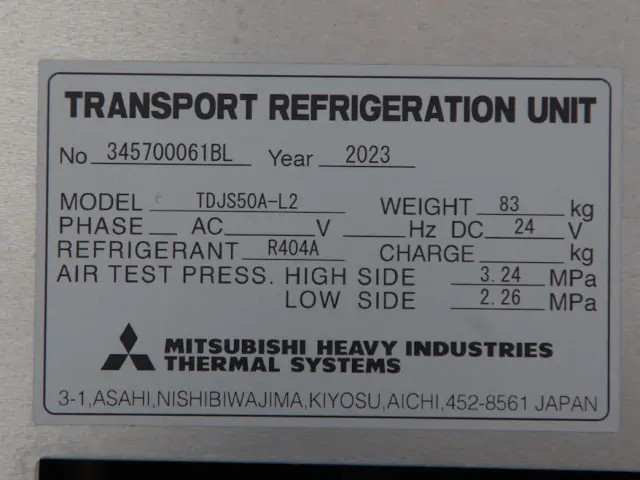 TRANSPORT REFRIGERATION UNIT
No 345700061BL Year 2023
MODEL TDJS50A-L2 WEIGHT 83 kg
PHASE AC V Hz DC 24 V
REFRIGERANT R404A CHARGE kg
AIR TEST PRESS. HIGH SIDE 3.24 MPa
LOW SIDE 2.26 MPa
MITSUBISHI HEAVY INDUSTRIES
THERMAL SYSTEMS
3-1,ASAHI,NISHIBIWAJIMA,KIYOSU,AICHI,452-8561 JAPAN